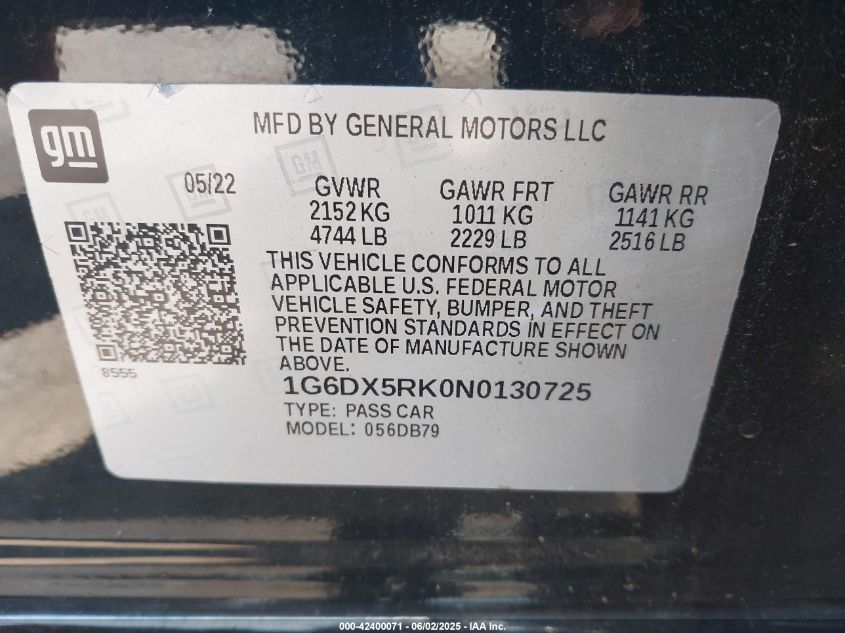 gm
MFD BY GENERAL MOTORS LLC
05/22
GVWR GAWR FRT GAWR RR
2152 KG 1011 KG 1141 KG
4744 LB 2229 LB 2516 LB
THIS VEHICLE CONFORMS TO ALL
APPLICABLE U.S. FEDERAL MOTOR
VEHICLE SAFETY, BUMPER, AND THEFT
PREVENTION STANDARDS IN EFFECT ON
THE DATE OF MANUFACTURE SHOWN
ABOVE.
8555
1G6DX5RK0N0130725
TYPE: PASS CAR
MODEL: 056DB79
000-42400071 - 06/02/2025 - IAA Inc.